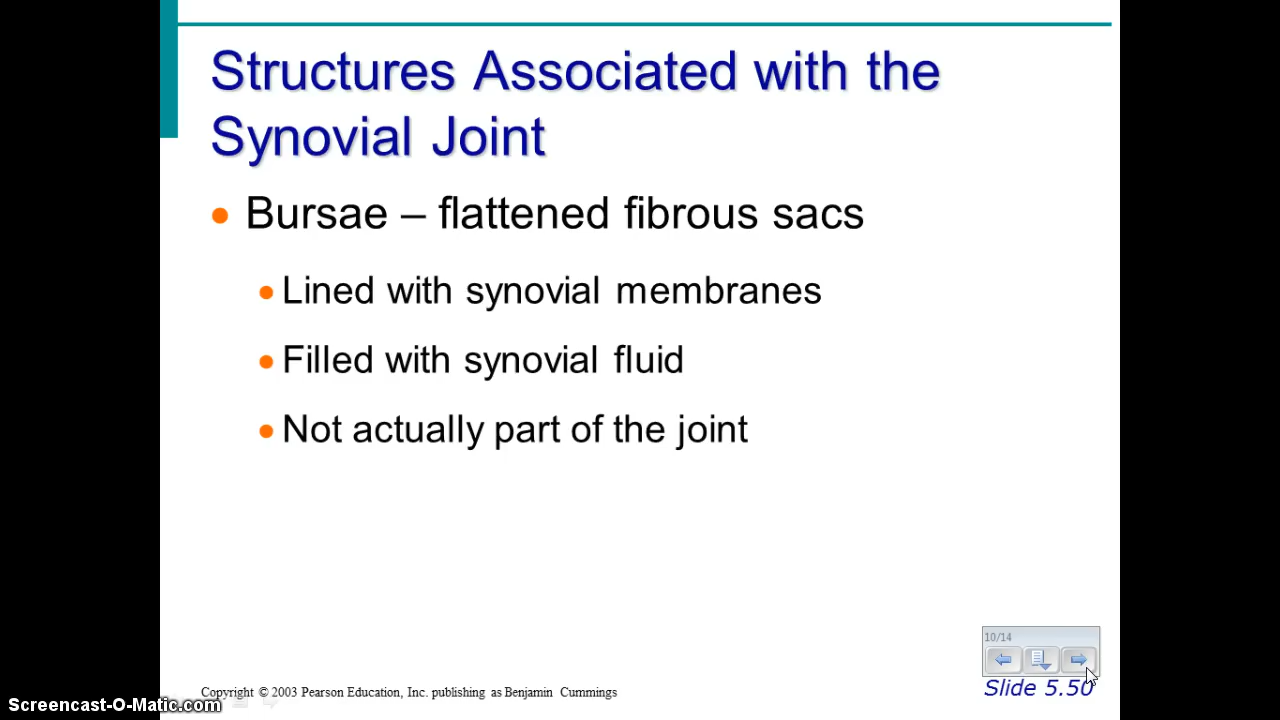 Structures Associated with the
Synovial Joint
• Bursae – flattened fibrous sacs
• Lined with synovial membranes
• Filled with synovial fluid
• Not actually part of the joint
10/14
Copyright © 2003 Pearson Education, Inc. publishing as Benjamin Cummings
Slide 5.50
Screencast-O-Matic.com